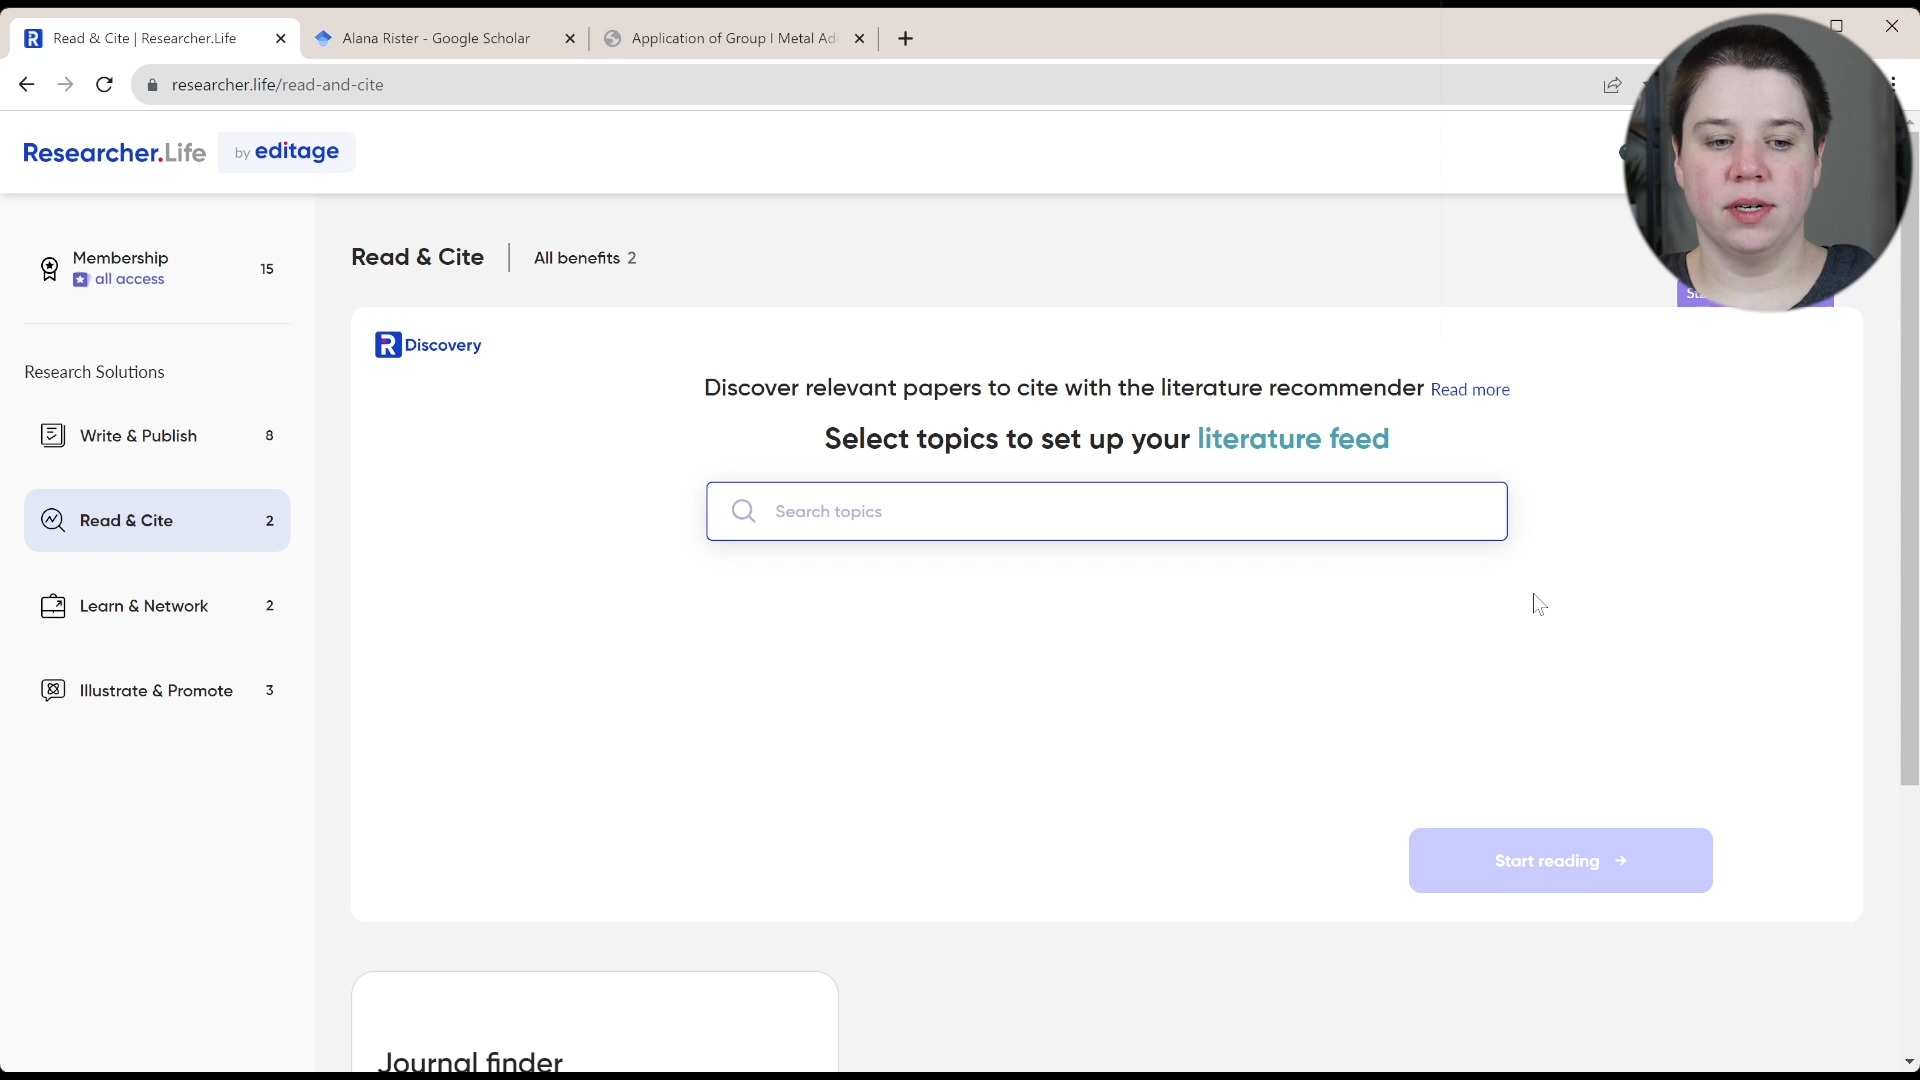 Read & Cite | Researcher.Life
Alana Rister - Google Scholar
Application of Group I Metal Ad
researcher.life/read-and-cite
Researcher.Life
by editage
Membership
all access
15
Read & Cite
All benefits 2
Research Solutions
Write & Publish 8
Read & Cite 2
Learn & Network 2
Illustrate & Promote 3
R Discovery
Discover relevant papers to cite with the literature recommender Read more
Select topics to set up your literature feed
Search topics
Start reading →
Journal finder